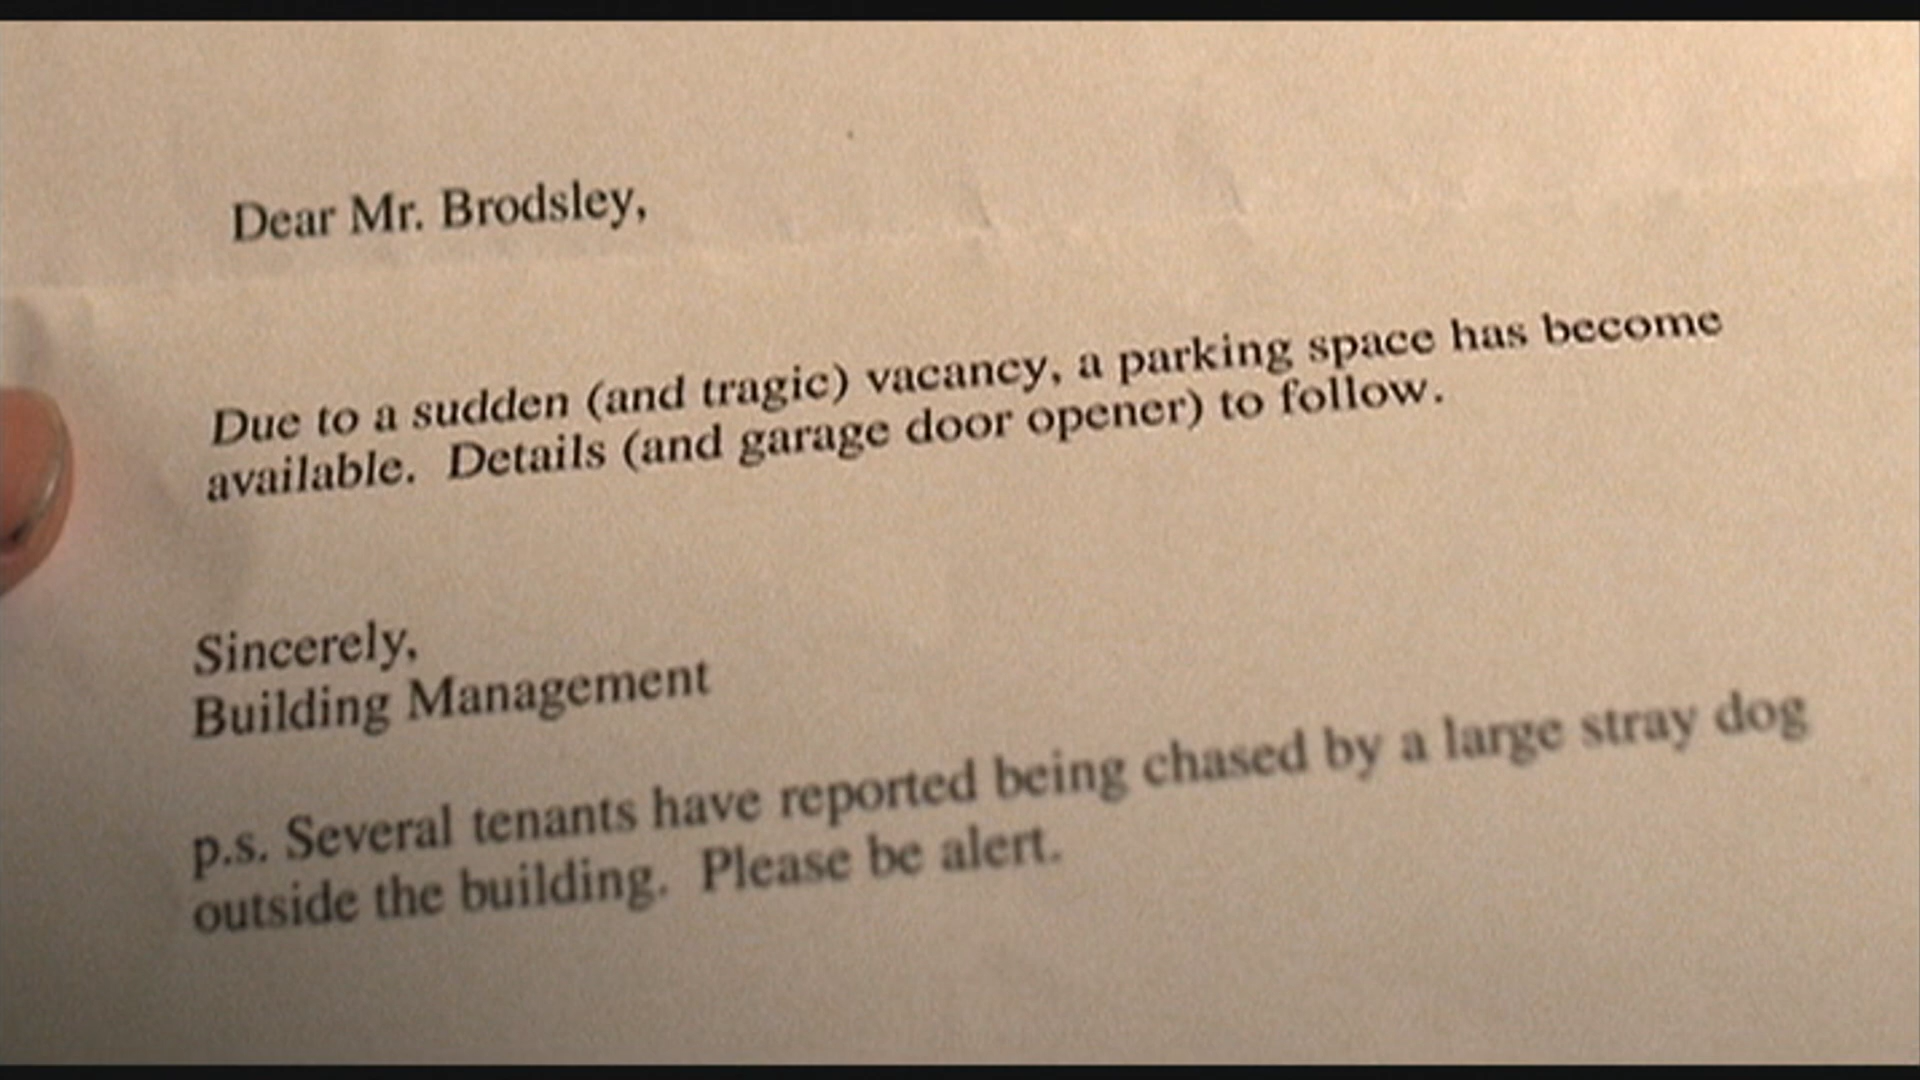 Dear Mr. Brodsley,
Due to a sudden (and tragic) vacancy, a parking space has become
available. Details (and garage door opener) to follow.
Sincerely,
Building Management
p.s. Several tenants have reported being chased by a large stray dog
outside the building. Please be alert.